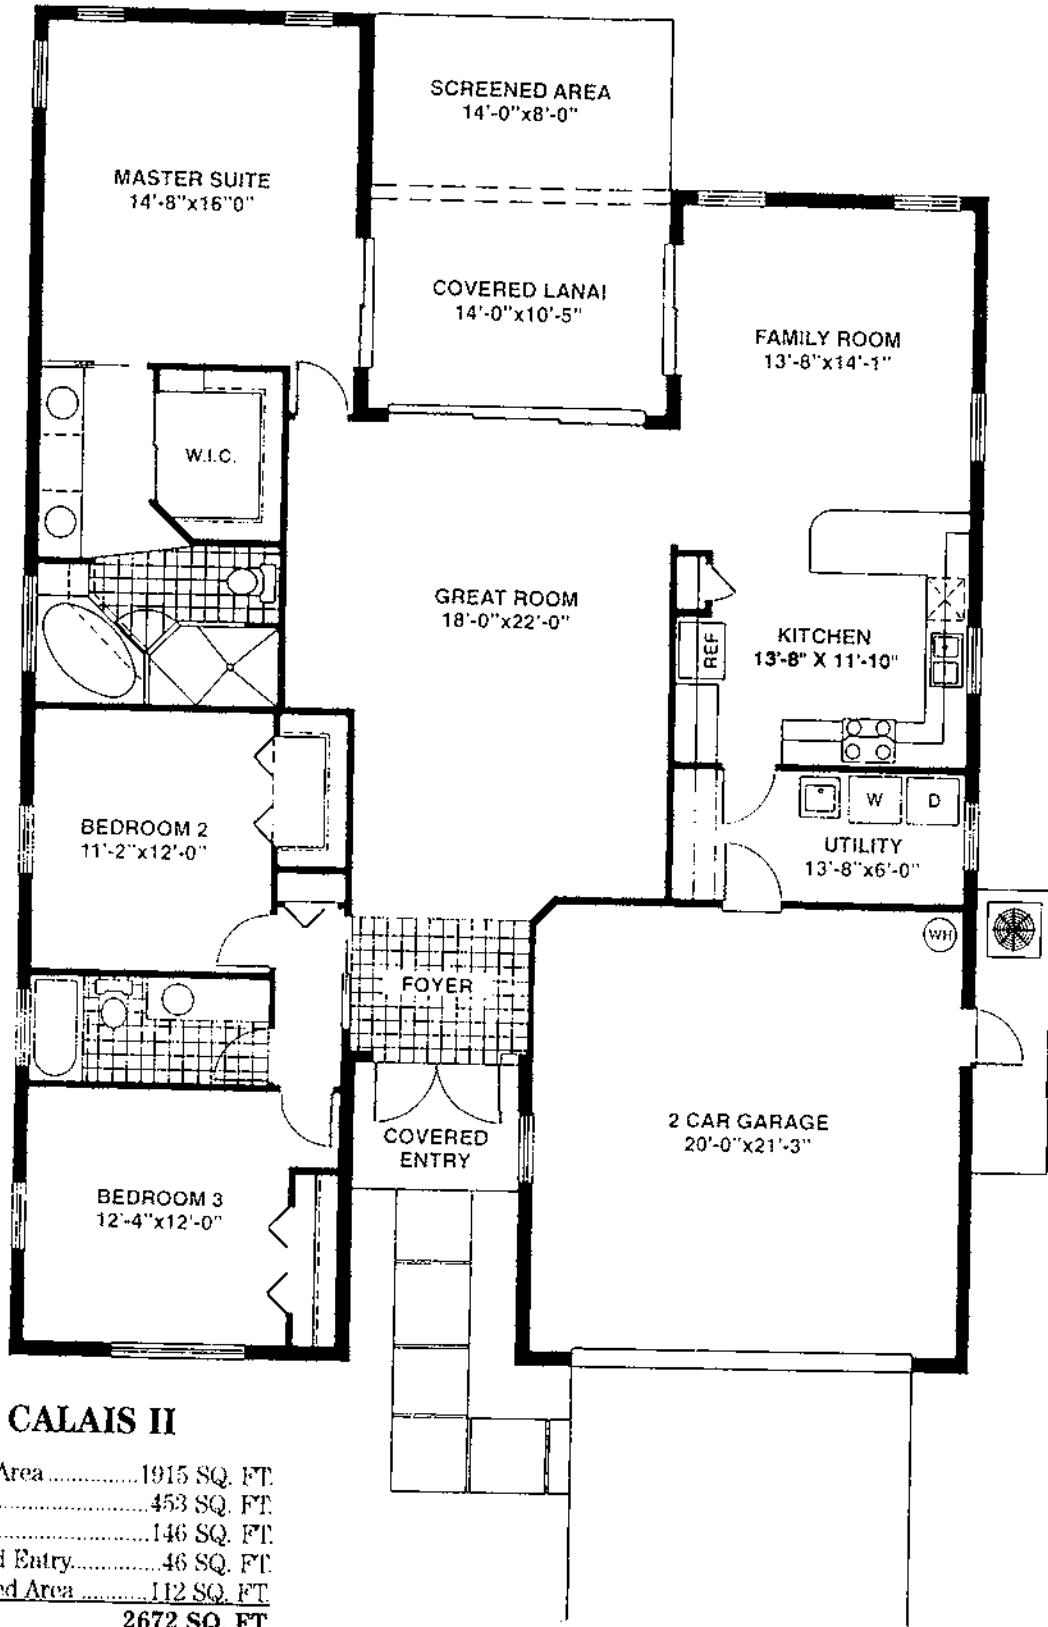 SCREENED AREA
14'-0"x8'-0"
MASTER SUITE
14'-8"x16"0"
COVERED LANAI
14'-0"x10'-5"
FAMILY ROOM
13'-8"x14'-1"
W.I.C.
GREAT ROOM
18'-0"x22'-0"
REF
KITCHEN
13'-8" X 11'-10"
W
D
BEDROOM 2
11'-2"x12'-0"
UTILITY
13'-8"x6'-0"
WH
FOYER
2 CAR GARAGE
20'-0"x21'-3"
COVERED
ENTRY
BEDROOM 3
12'-4"x12'-0"
CALAIS II
Area ..............1915 SQ. FT.
........................453 SQ. FT.
........................146 SQ. FT.
d Entry..............46 SQ. FT.
ed Area ..........112 SQ. FT.
2672 SQ. FT.